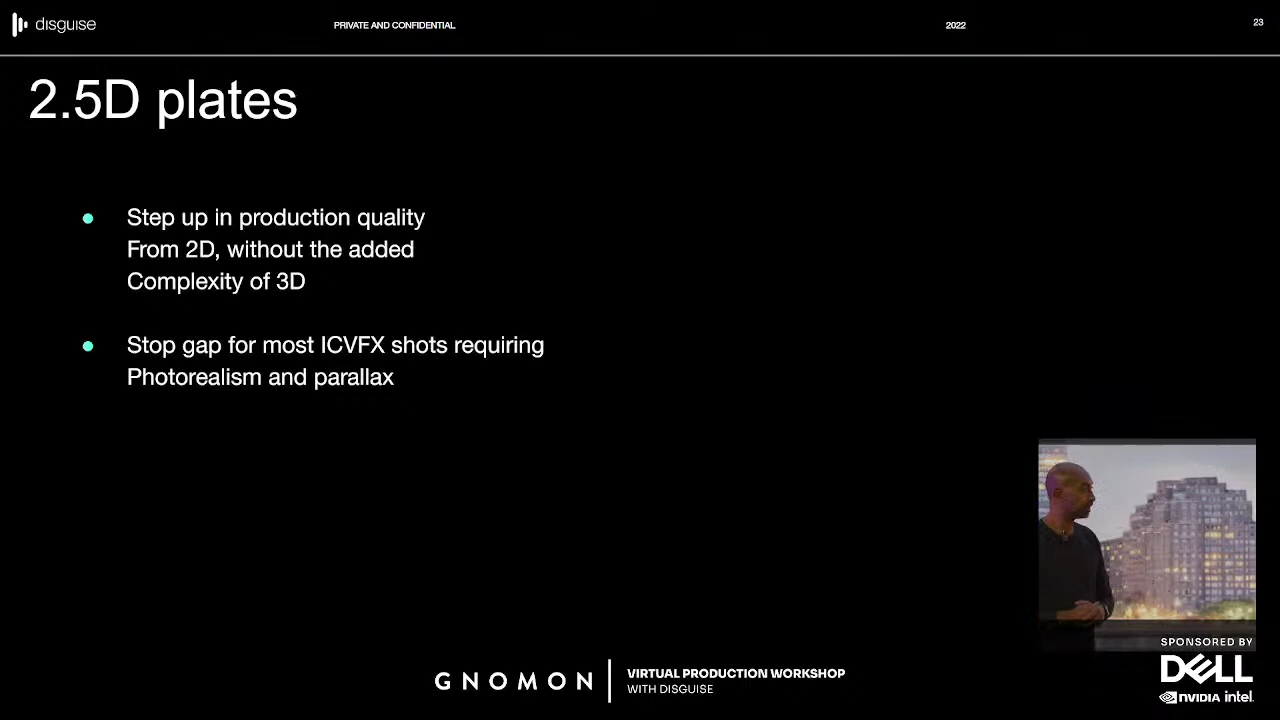 disguise
PRIVATE AND CONFIDENTIAL
2022
23
2.5D plates
Step up in production quality
From 2D, without the added
Complexity of 3D
Stop gap for most ICVFX shots requiring
Photorealism and parallax
SPONSORED BY
DELL
NVIDIA intel
GNOMON
VIRTUAL PRODUCTION WORKSHOP
WITH DISGUISE